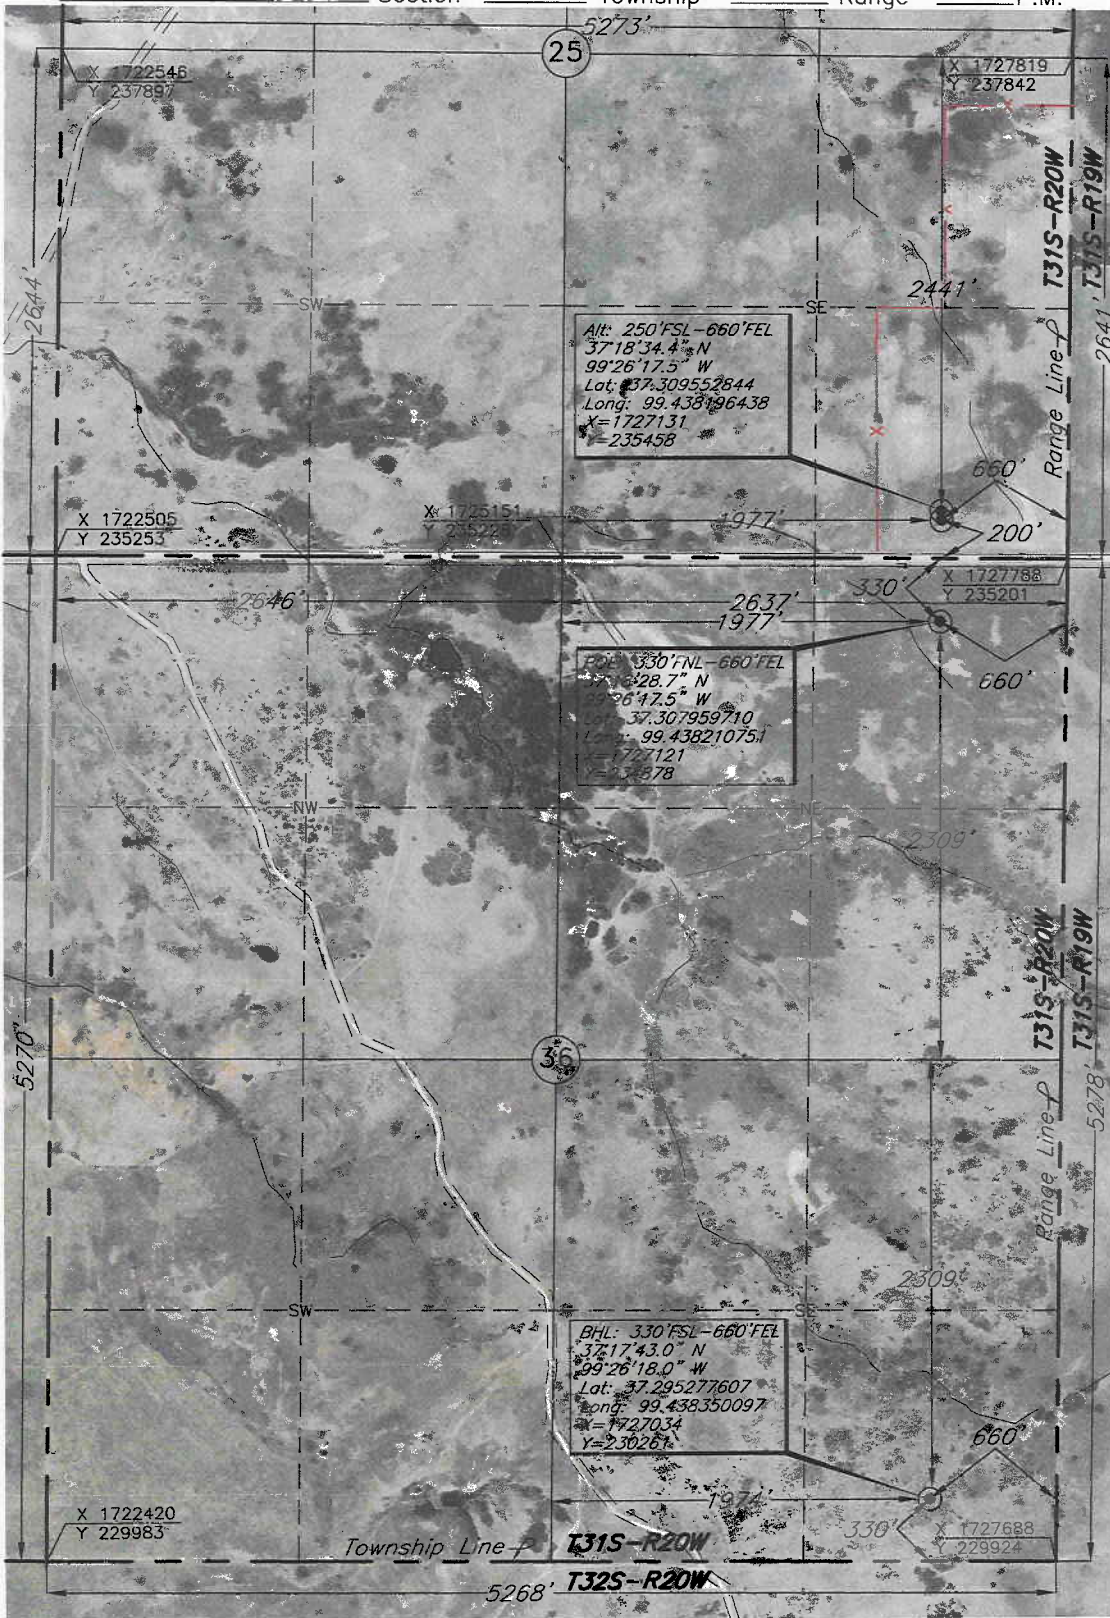 Section Township Range P.M.
5273'
25
X 1722546
Y 237897
X 1727819
Y 237842
T31S-R20W
T31S-R19W
2644'
SW
SE
2441'
2641'
Alt: 250'FSL-660'FEL
37°18'34.4" N
99°26'17.5" W
Lat: 37.309552844
Long: 99.438196438
X=1727131
Y=235458
Range Line
660'
X 1722505
Y 235253
X 1725151
1977'
200'
330'
X 1727788
Y 235201
2646'
2637'
1977'
330'FNL-660'FEL
28.7" N
17.5" W
37.307959710
99.438210751
1727121
660'
NW
2309'
T31S-R20W
T31S-R19W
36
5270'
5278'
Range Line
2309'
SW
SE
BHL: 330'FSL-660'FEL
37°17'43.0" N
99°26'18.0" W
Lat: 37.295277607
Long: 99.438350097
X=1727034
Y=230261
660'
X 1722420
Y 229983
1974'
330'
X 1727688
Y 229924
Township Line
T31S-R20W
T32S-R20W
5268'